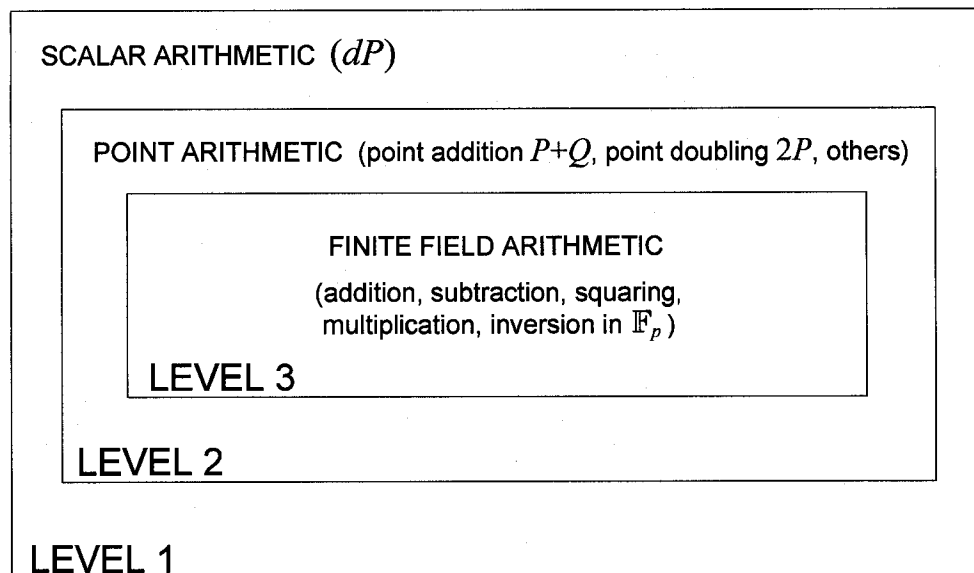 SCALAR ARITHMETIC (dP)
POINT ARITHMETIC (point addition P+Q, point doubling 2P, others)
FINITE FIELD ARITHMETIC
(addition, subtraction, squaring,
multiplication, inversion in 𝔽p)
LEVEL 3
LEVEL 2
LEVEL 1